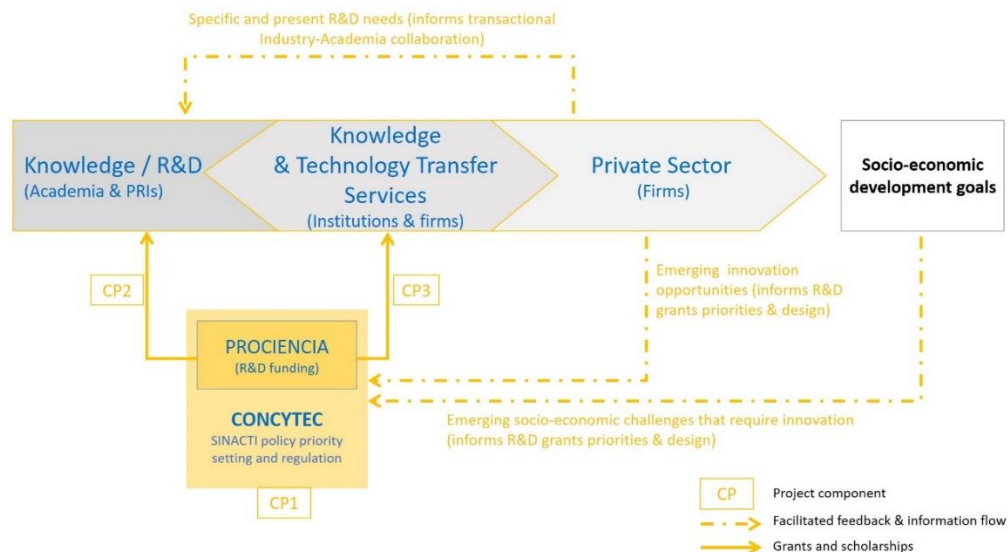 Specific and present R&D needs (informs transactional
Industry-Academia collaboration)
Knowledge / R&D
(Academia & PRIs)
Knowledge
& Technology Transfer
Services
(Institutions & firms)
Private Sector
(Firms)
Socio-economic
development goals
CP2
CP3
Emerging innovation
opportunities (informs R&D
grants priorities & design)
PROCIENCIA
(R&D funding)
CONCYTEC
SINACTI policy priority
setting and regulation
CP1
Emerging socio-economic challenges that require innovation
(informs R&D grants priorities & design)
CP Project component
Facilitated feedback & information flow
Grants and scholarships